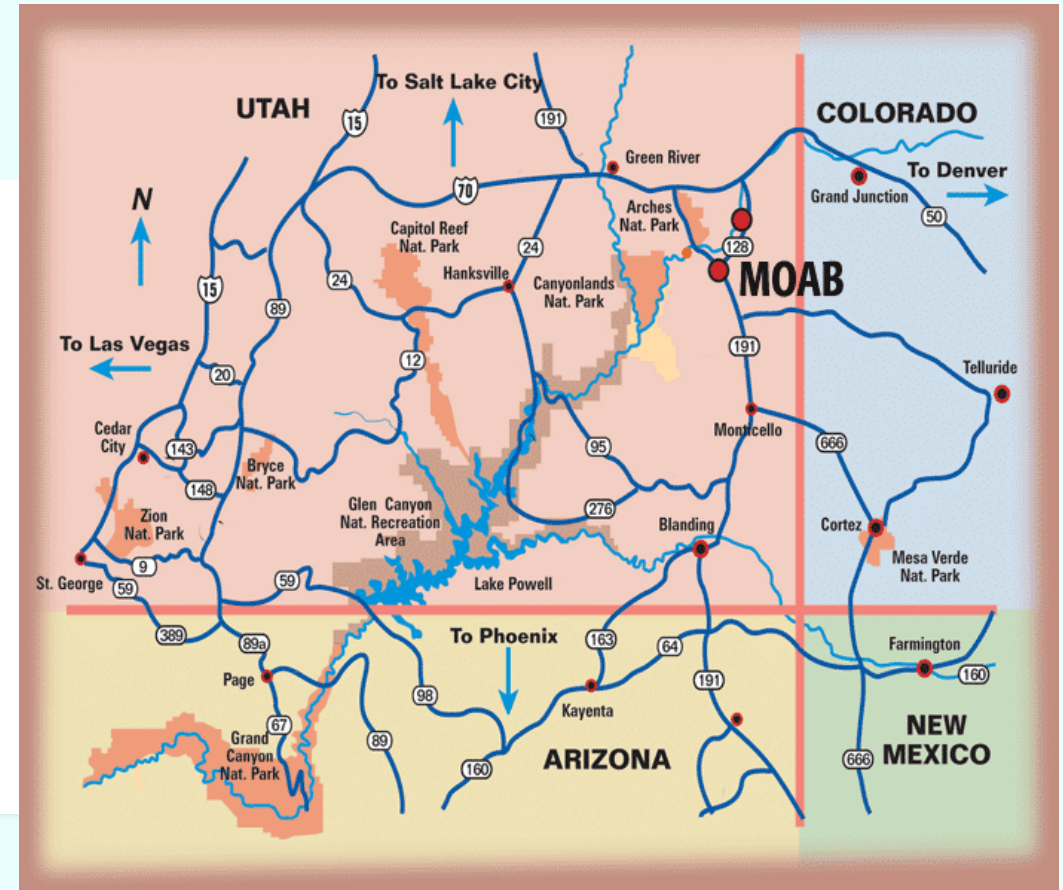 To Salt Lake City
UTAH
15
191
COLORADO
Green River
To Denver
N
70
Grand Junction
50
Arches
Nat. Park
Capitol Reef
Nat. Park
24
128
Hanksville
Canyonlands
Nat. Park
MOAB
24
15
89
To Las Vegas
12
191
20
Telluride
Cedar
City
Monticello
143
95
666
Bryce
Nat. Park
148
Glen Canyon
Nat. Recreation
Area
276
Zion
Nat. Park
Blanding
Cortez
9
Mesa Verde
Nat. Park
St. George
59
59
Lake Powell
389
89a
To Phoenix
163
64
Farmington
Page
98
191
160
Kayenta
67
Grand
Canyon
Nat. Park
89
NEW
MEXICO
ARIZONA
160
666